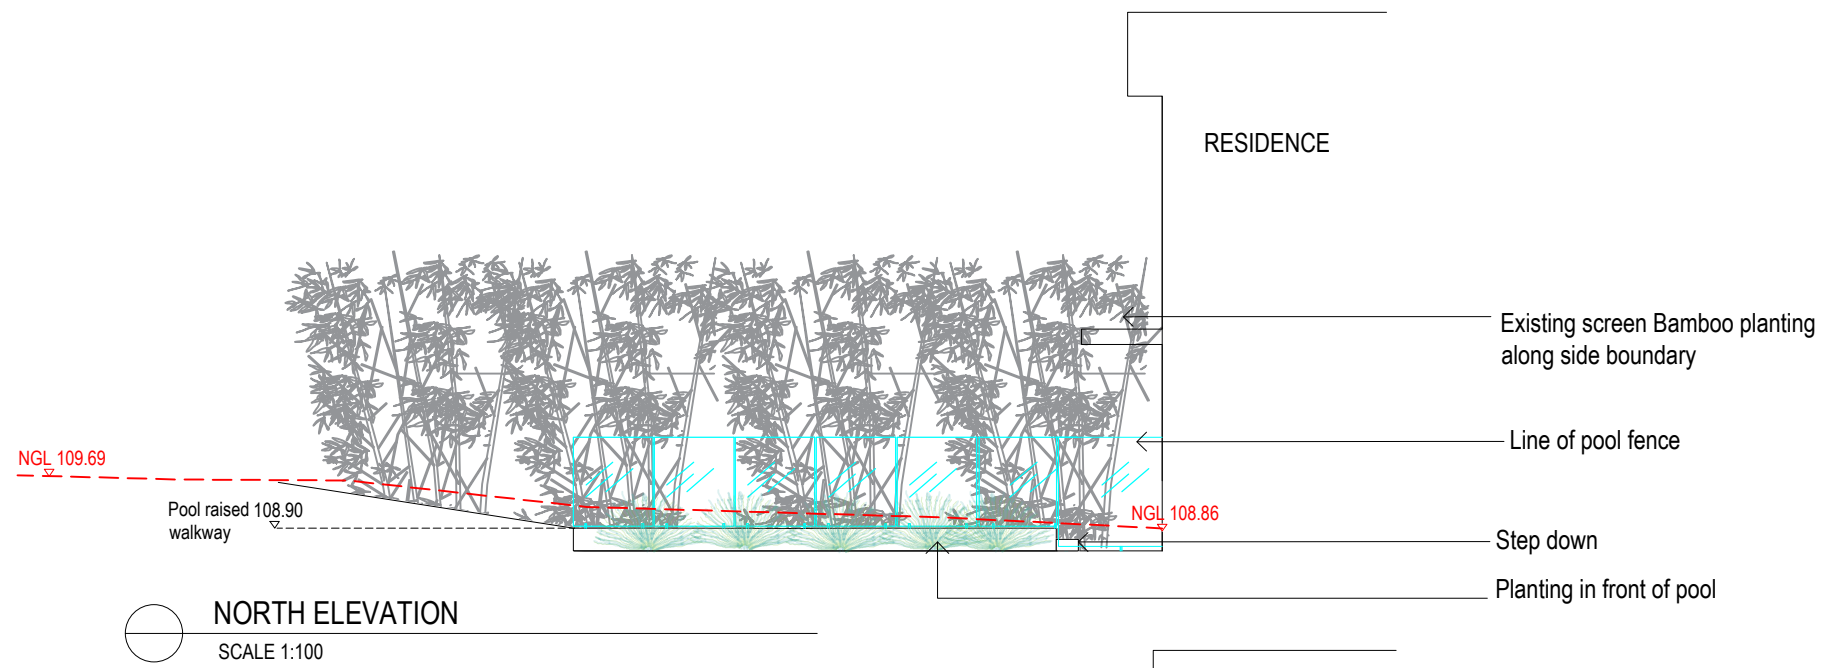 RESIDENCE
Existing screen Bamboo planting
along side boundary
Line of pool fence
NGL 109.69
Pool raised 108.90
walkway
NGL 108.86
Step down
Planting in front of pool
NORTH ELEVATION
SCALE 1:100